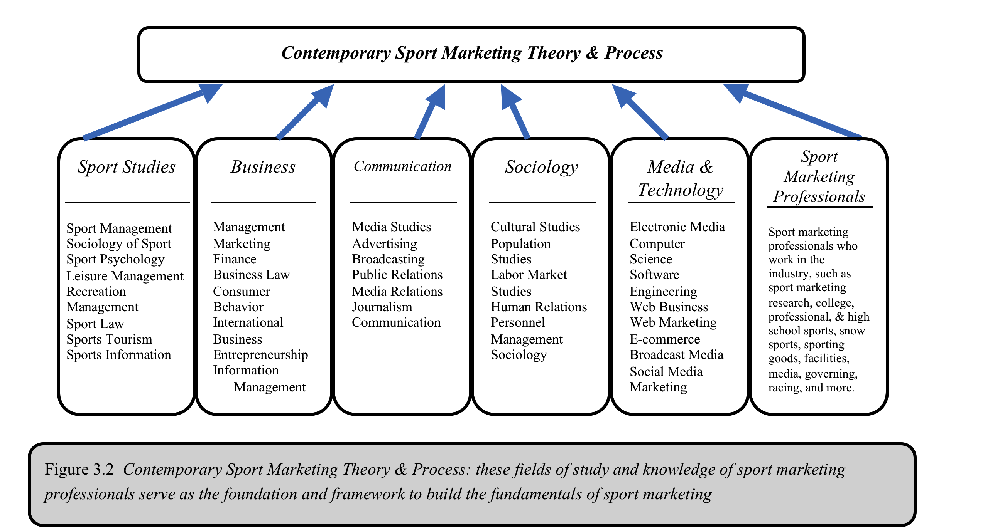 Contemporary Sport Marketing Theory & Process
Sport Studies
Sport Management
Sociology of Sport
Sport Psychology
Leisure Management
Recreation
Management
Sport Law
Sports Tourism
Sports Information
Business
Management
Marketing
Finance
Business Law
Consumer
Behavior
International
Business
Entrepreneurship
Information
Management
Communication
Media Studies
Advertising
Broadcasting
Public Relations
Media Relations
Journalism
Communication
Sociology
Cultural Studies
Population
Studies
Labor Market
Studies
Human Relations
Personnel
Management
Sociology
Media &
Technology
Electronic Media
Computer
Science
Software
Engineering
Web Business
Web Marketing
E-commerce
Broadcast Media
Social Media
Marketing
Sport
Marketing
Professionals
Sport marketing
professionals who
work in the
industry, such as
sport marketing
research, college,
professional, & high
school sports, snow
sports, sporting
goods, facilities,
media, governing,
racing, and more.
Figure 3.2 Contemporary Sport Marketing Theory & Process: these fields of study and knowledge of sport marketing
professionals serve as the foundation and framework to build the fundamentals of sport marketing